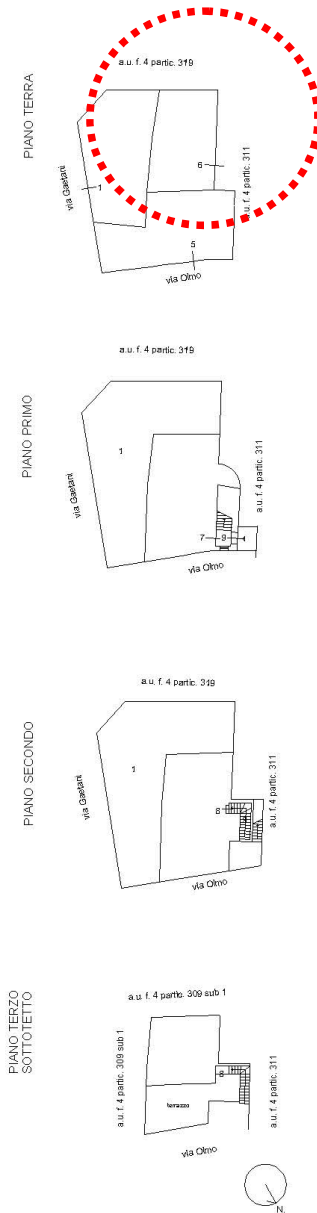 PIANO TERRA
a.u. f. 4 partic. 319
via Gaetani
1
6
a.u. f. 4 partic. 311
5
via Olmo
PIANO PRIMO
a.u. f. 4 partic. 319
1
via Gaetani
a.u. f. 4 partic. 311
7
9
via Olmo
PIANO SECONDO
a.u. f. 4 partic. 319
1
via Gaetani
a.u. f. 4 partic. 311
via Olmo
PIANO TERZO
SOTTOTETTO
a.u. f. 4 partic. 309 sub 1
a.u. f. 4 partic. 309 sub 1
8
a.u. f. 4 partic. 311
terrazzo
via Olmo
N.